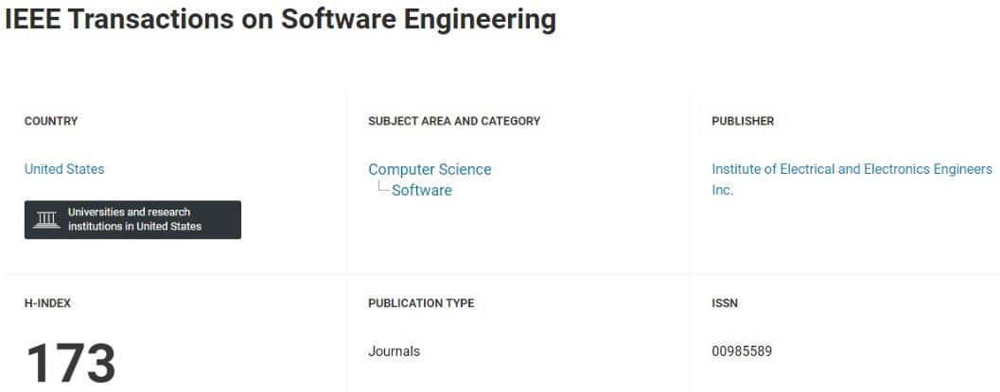 IEEE Transactions on Software Engineering
COUNTRY
United States
Universities and research
institutions in United States
SUBJECT AREA AND CATEGORY
Computer Science
Software
PUBLISHER
Institute of Electrical and Electronics Engineers
Inc.
H-INDEX
173
PUBLICATION TYPE
Journals
ISSN
00985589